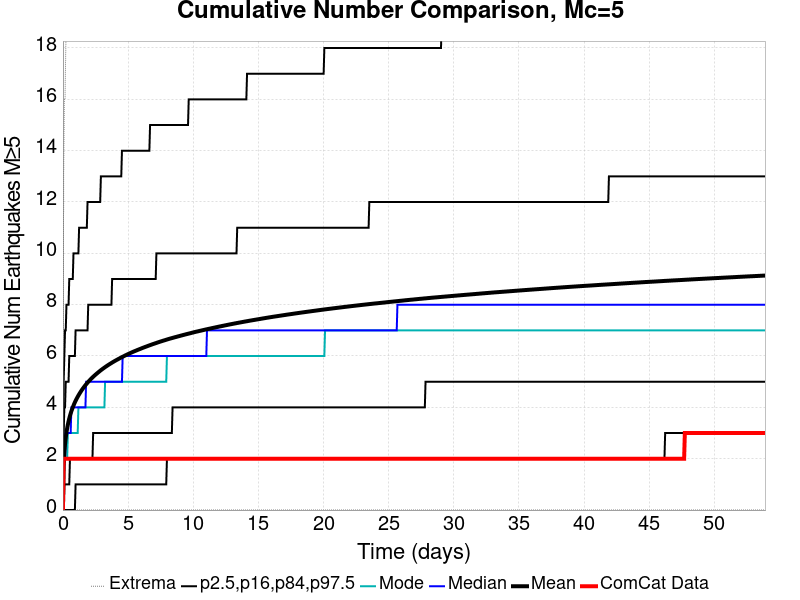 Cumulative Number Comparison, Mc=5
Cumulative Num Earthquakes M≥5
18
16
14
12
10
8
6
4
2
0
0 5 10 15 20 25 30 35 40 45 50
Time (days)
Extrema p2.5,p16,p84,p97.5 Mode Median Mean ComCat Data